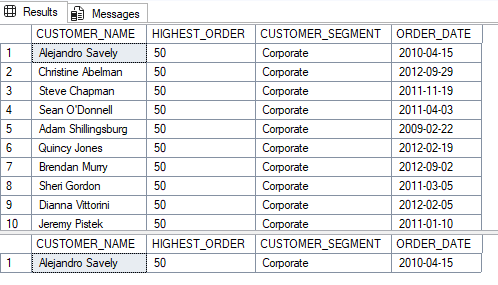 Results Messages
CUSTOMER_NAME HIGHEST_ORDER CUSTOMER_SEGMENT ORDER_DATE
1 Alejandro Savely 50 Corporate 2010-04-15
2 Christine Abelman 50 Corporate 2012-09-29
3 Steve Chapman 50 Corporate 2011-11-19
4 Sean O'Donnell 50 Corporate 2011-04-03
5 Adam Shillingsburg 50 Corporate 2009-02-22
6 Quincy Jones 50 Corporate 2012-02-19
7 Brendan Murry 50 Corporate 2012-09-02
8 Sheri Gordon 50 Corporate 2011-03-05
9 Dianna Vittorini 50 Corporate 2012-02-05
10 Jeremy Pistek 50 Corporate 2011-01-10
CUSTOMER_NAME HIGHEST_ORDER CUSTOMER_SEGMENT ORDER_DATE
1 Alejandro Savely 50 Corporate 2010-04-15